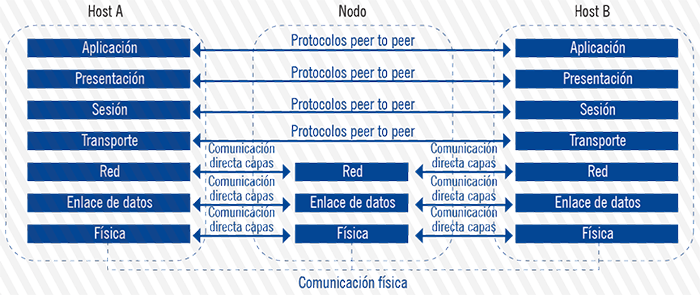 Host A Nodo Host B
Aplicación Protocolos peer to peer Aplicación
Presentación Protocolos peer to peer Presentación
Sesión Protocolos peer to peer Sesión
Transporte Protocolos peer to peer Transporte
Comunicación directa capas Comunicación directa capas
Red Red Red
Comunicación directa capas Comunicación directa capas
Enlace de datos Enlace de datos Enlace de datos
Comunicación directa capas Comunicación directa capas
Física Física Física
Comunicación física